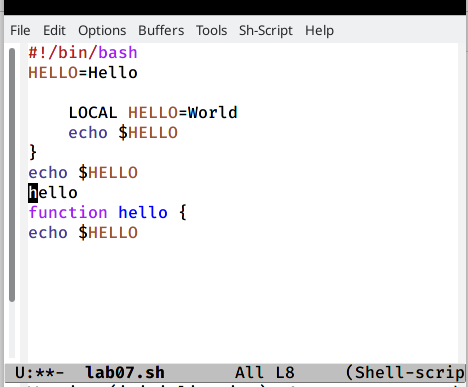 File Edit Options Buffers Tools Sh-Script Help
#!/bin/bash
HELLO=Hello
LOCAL HELLO=World
echo $HELLO
}
echo $HELLO
hello
function hello {
echo $HELLO
U:**- lab07.sh All L8 (Shell-scrip